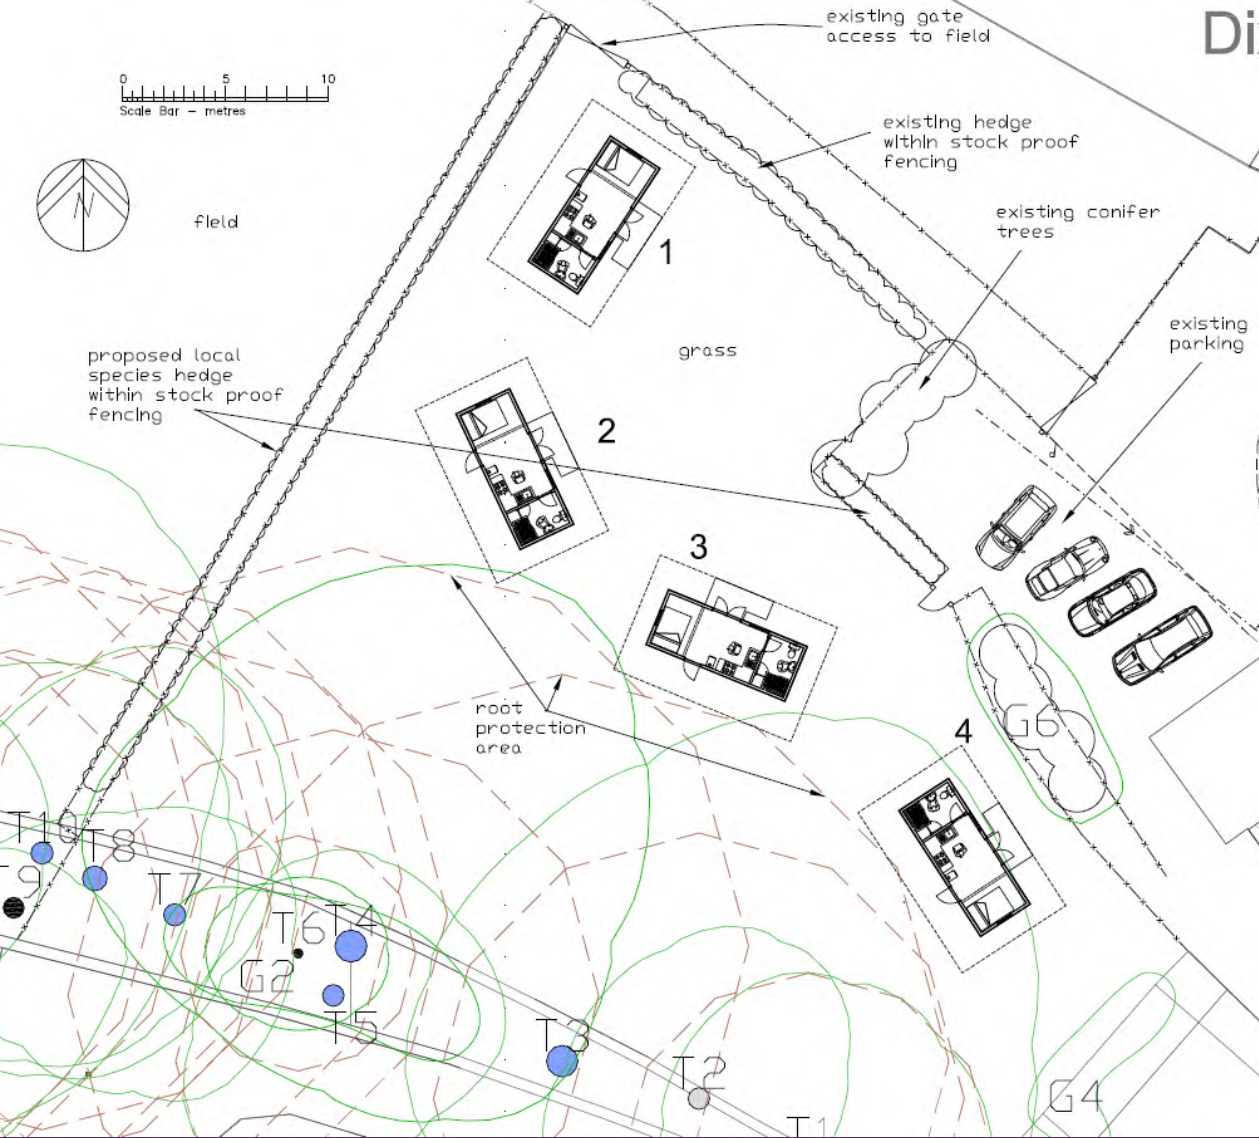 existing gate
access to field
Di
0 5 10
Scale Bar - metres
existing hedge
within stock proof
fencing
N
field
existing conifer
trees
1
existing
parking
grass
proposed local
species hedge
within stock proof
fencing
2
3
root
protection
area
G6
4
T10
T8
T9
T7
T6
T4
G2
T5
T3
T2
G4
T1